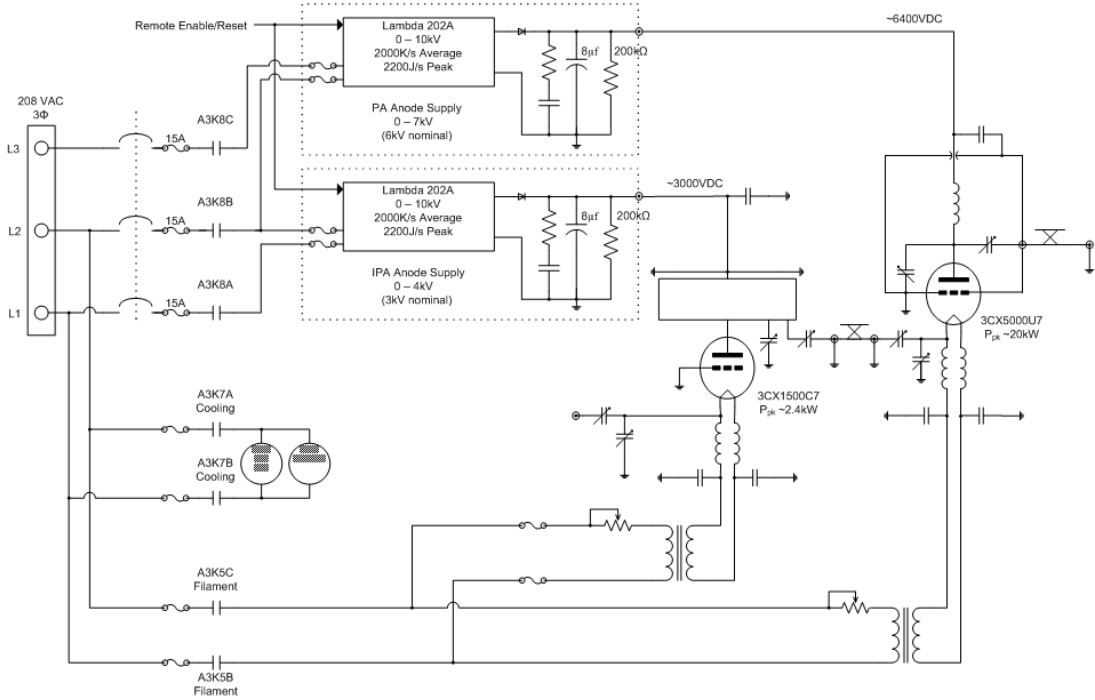 Remote Enable/Reset
Lambda 202A
0 – 10kV
2000K/s Average
2200J/s Peak
PA Anode Supply
0 – 7kV
(6kV nominal)
8µf
200kΩ
~6400VDC
208 VAC
3Φ
L3
15A
A3K8C
L2
15A
A3K8B
L1
15A
A3K8A
Lambda 202A
0 – 10kV
2000K/s Average
2200J/s Peak
IPA Anode Supply
0 – 4kV
(3kV nominal)
8µf
200kΩ
~3000VDC
3CX5000U7
Ppk ~20kW
3CX1500C7
Ppk ~2.4kW
A3K7A
Cooling
A3K7B
Cooling
A3K5C
Filament
A3K5B
Filament